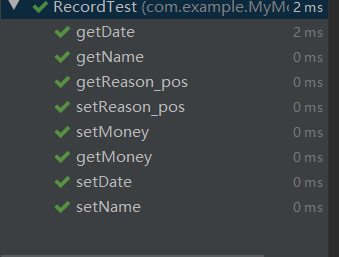 RecordTest (com.example.MyMo 2 ms
getDate 2 ms
getName 0 ms
getReason_pos 0 ms
setReason_pos 0 ms
setMoney 0 ms
getMoney 0 ms
setDate 0 ms
setName 0 ms